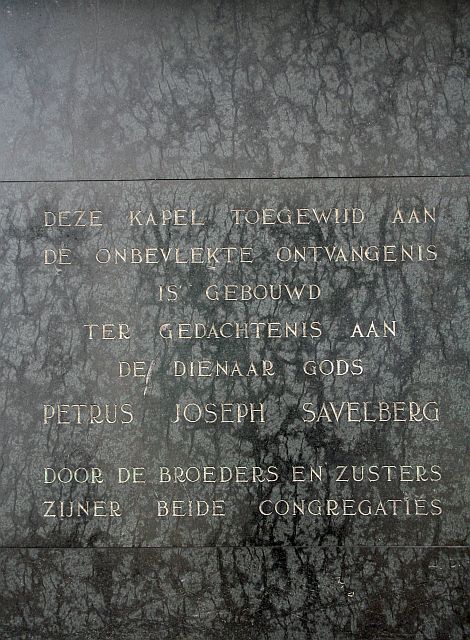 DEZE KAPEL TOEGEWIJD AAN
DE ONBEVLEKTE ONTVANGENIS
IS GEBOUWD
TER GEDACHTENIS AAN
DE DIENAAR GODS
PETRUS JOSEPH SAVELBERG
DOOR DE BROEDERS EN ZUSTERS
ZIJNER BEIDE CONGREGATIËS